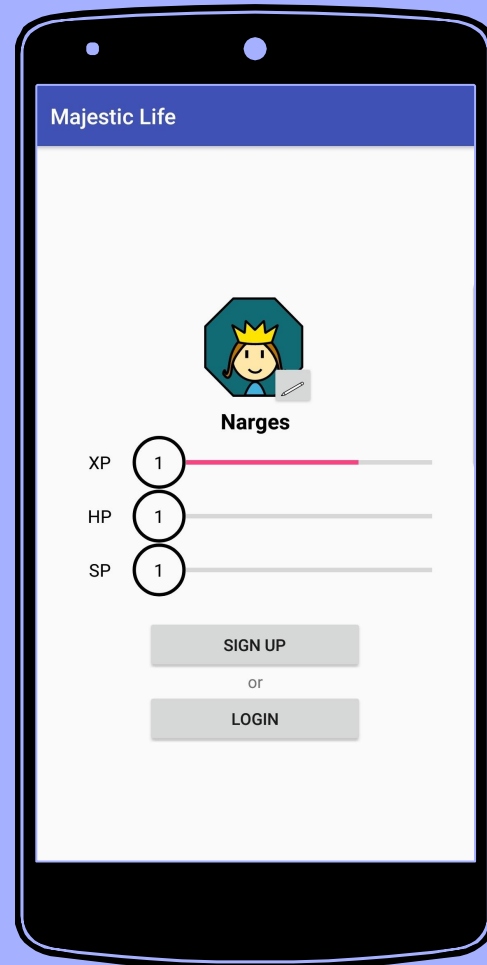 Majestic Life
Narges
XP 1
HP 1
SP 1
SIGN UP
or
LOGIN